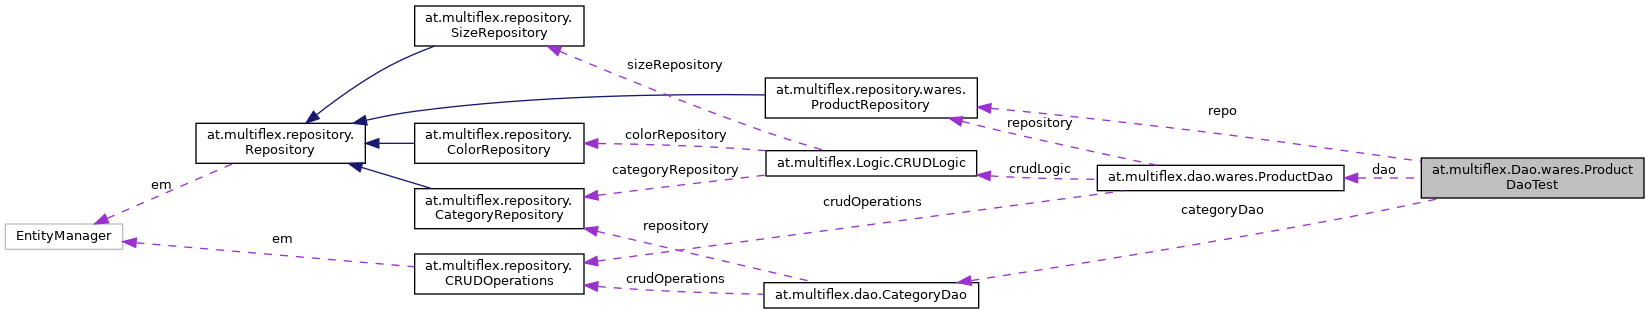 at.multiflex.repository.
SizeRepository
sizeRepository
at.multiflex.repository.wares.
ProductRepository
repo
repository
at.multiflex.repository.
Repository
at.multiflex.repository.
ColorRepository
colorRepository
at.multiflex.Logic.CRUDLogic
categoryRepository
crudLogic
at.multiflex.dao.wares.ProductDao
dao
at.multiflex.Dao.wares.Product
DaoTest
em
at.multiflex.repository.
CategoryRepository
crudOperations
categoryDao
repository
EntityManager
em
at.multiflex.repository.
CRUDOperations
crudOperations
at.multiflex.dao.CategoryDao